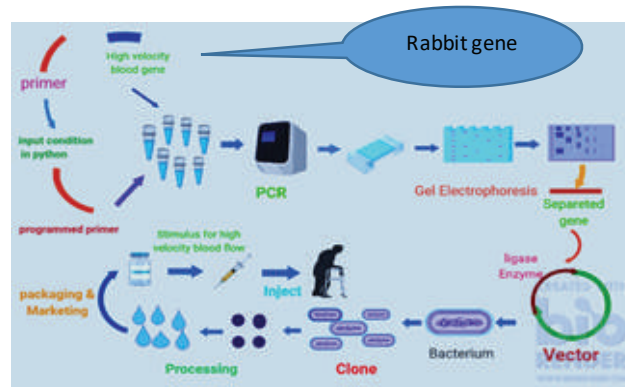 Rabbit gene
High velocity
blood gene
primer
input condition
in python
programmed primer
PCR
Gel Electrophoresis
Separeted
gene
ligase
Enzyme
Vector
Bacterium
Clone
Processing
packaging &
Marketing
Stimulus for high
velocity blood flow
Inject